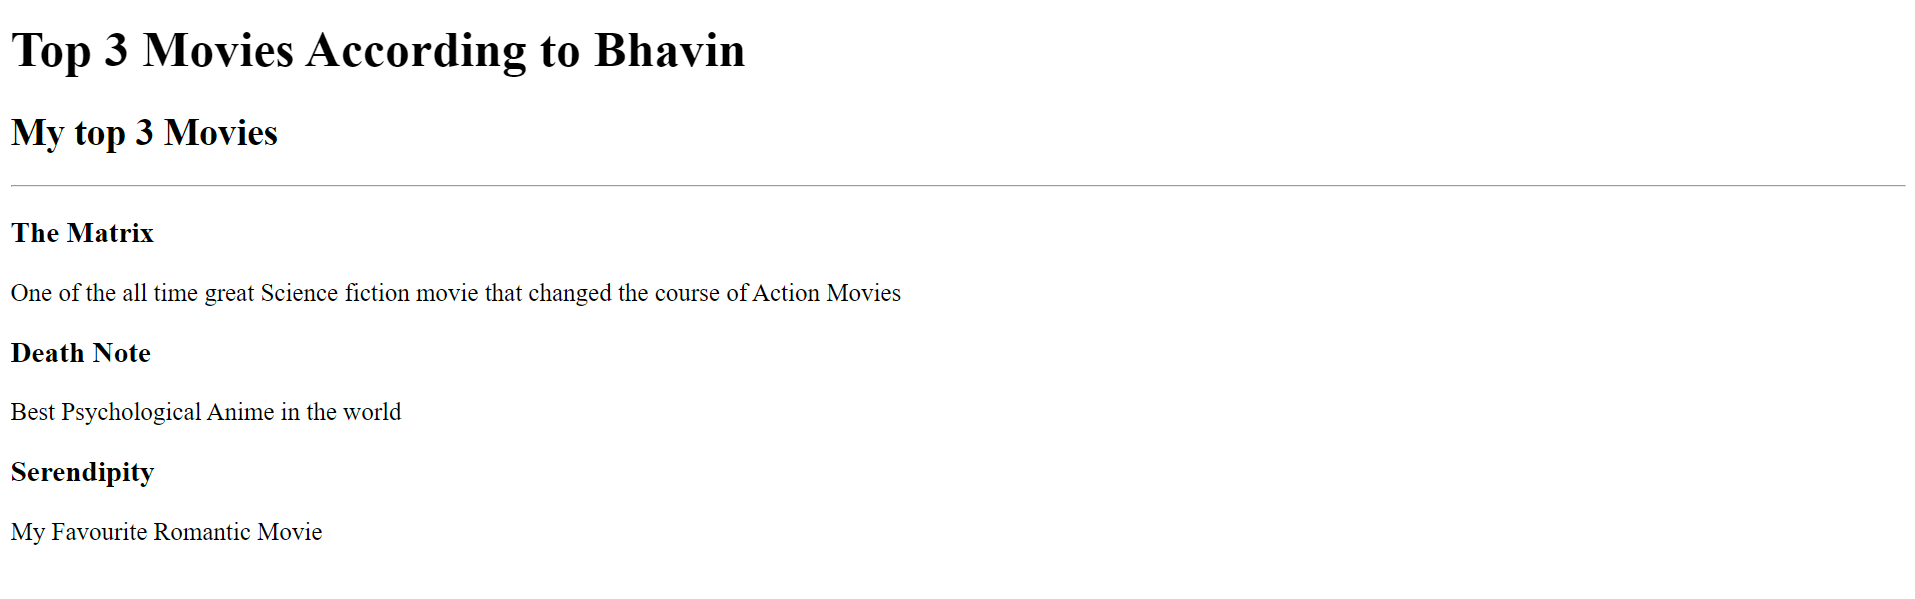 Top 3 Movies According to Bhavin
My top 3 Movies
The Matrix
One of the all time great Science fiction movie that changed the course of Action Movies
Death Note
Best Psychological Anime in the world
Serendipity
My Favourite Romantic Movie